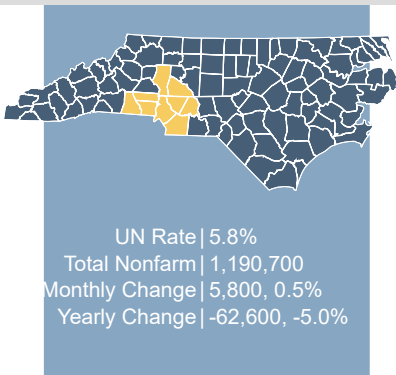 UN Rate| 5.8%
Total Nonfarm| 1,190,700
Monthly Change| 5,800, 0.5%
Yearly Change| -62,600, -5.0%